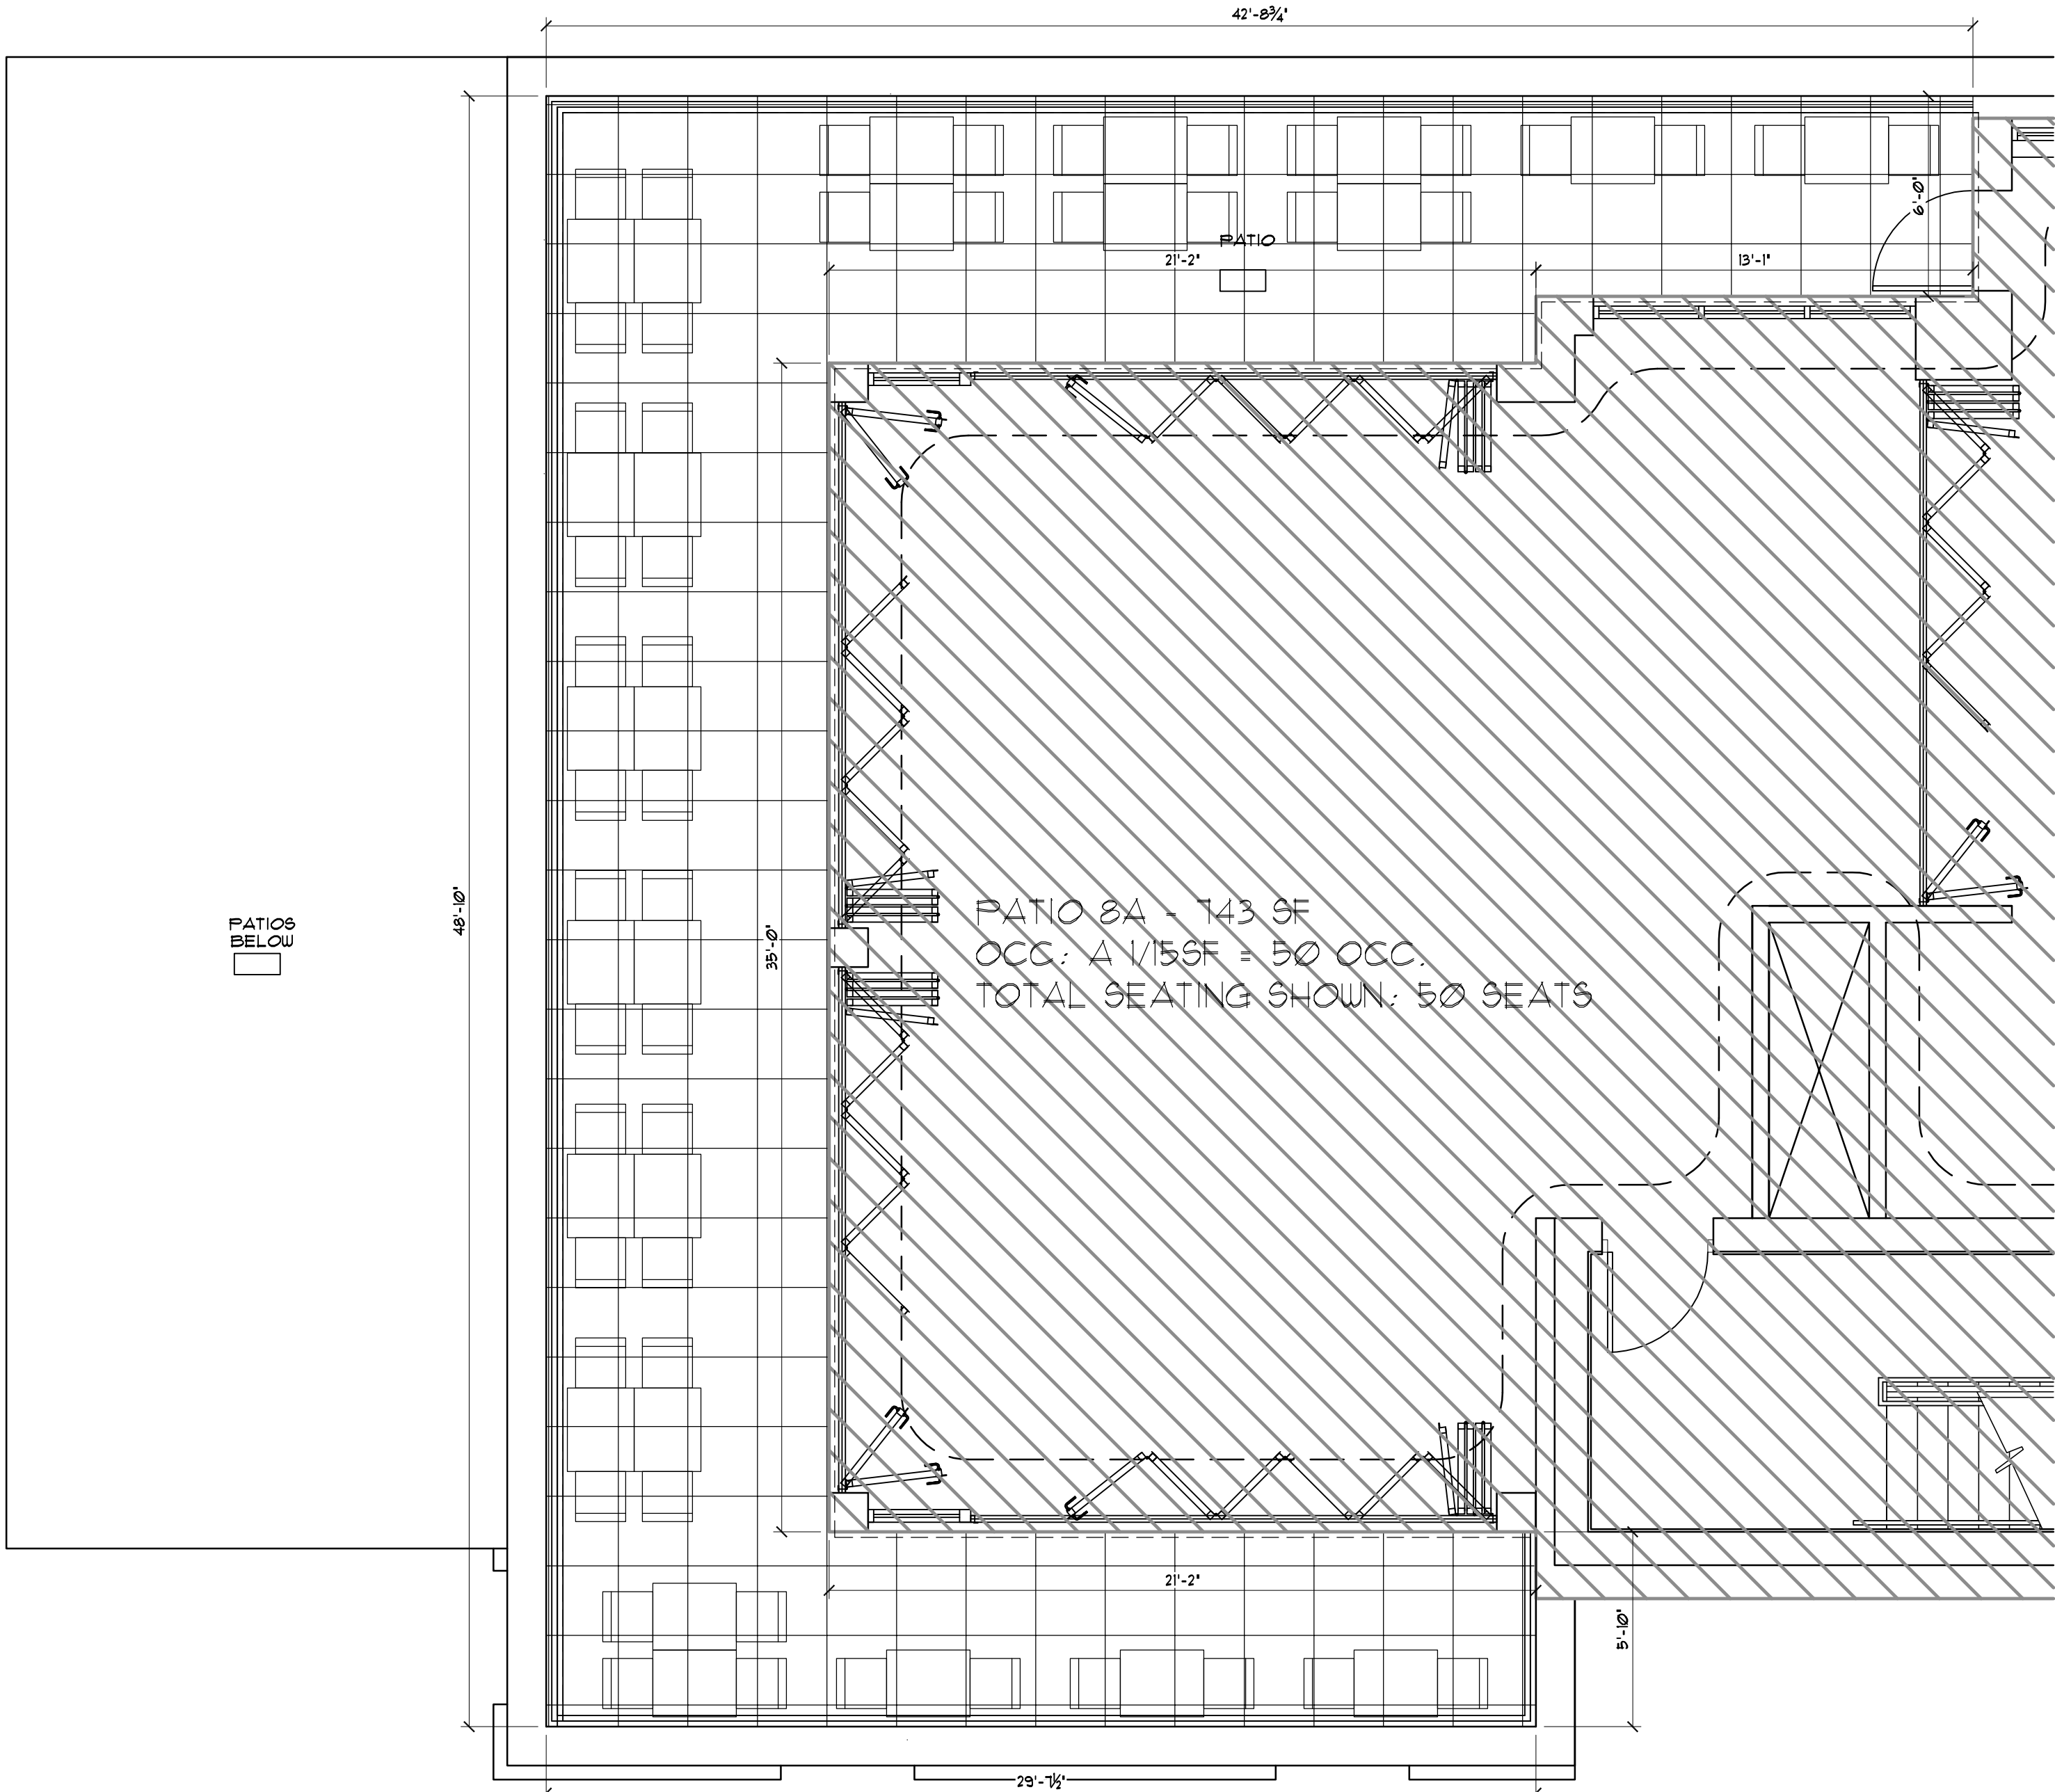 42'-8¾"
6'-0"
PATIO
21'-2"
13'-1"
48'-10"
35'-0"
PATIOS
BELOW
PATIO 8A - 743 SF
OCC: A 1/15SF = 50 OCC.
TOTAL SEATING SHOWN: 50 SEATS
21'-2"
5'-10"
29'-7½"